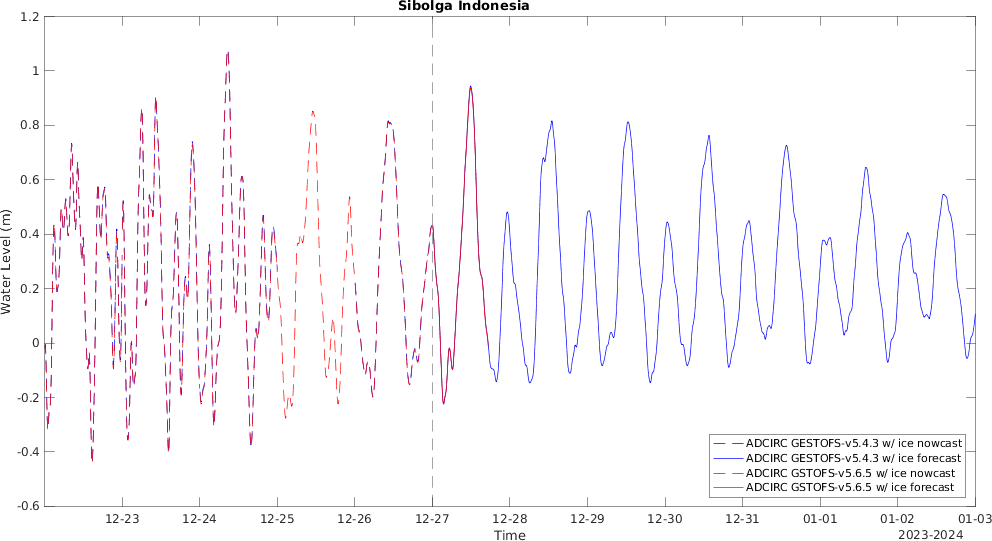 Sibolga Indonesia
Water Level (m)
1.2
1
0.8
0.6
0.4
0.2
0
-0.2
-0.4
-0.6
ADCIRC GESTOFS-v5.4.3 w/ ice nowcast
ADCIRC GESTOFS-v5.4.3 w/ ice forecast
ADCIRC GSTOFS-v5.6.5 w/ ice nowcast
ADCIRC GSTOFS-v5.6.5 w/ ice forecast
12-23 12-24 12-25 12-26 12-27 12-28 12-29 12-30 12-31 01-01 01-02 01-03
Time
2023-2024